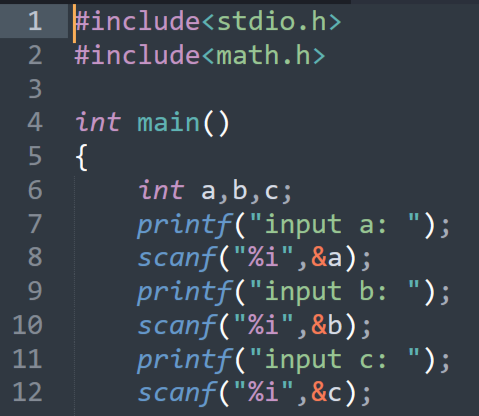 1 #include<stdio.h>
2 #include<math.h>
3
4 int main()
5 {
6 int a,b,c;
7 printf("input a: ");
8 scanf("%i",&a);
9 printf("input b: ");
10 scanf("%i",&b);
11 printf("input c: ");
12 scanf("%i",&c);